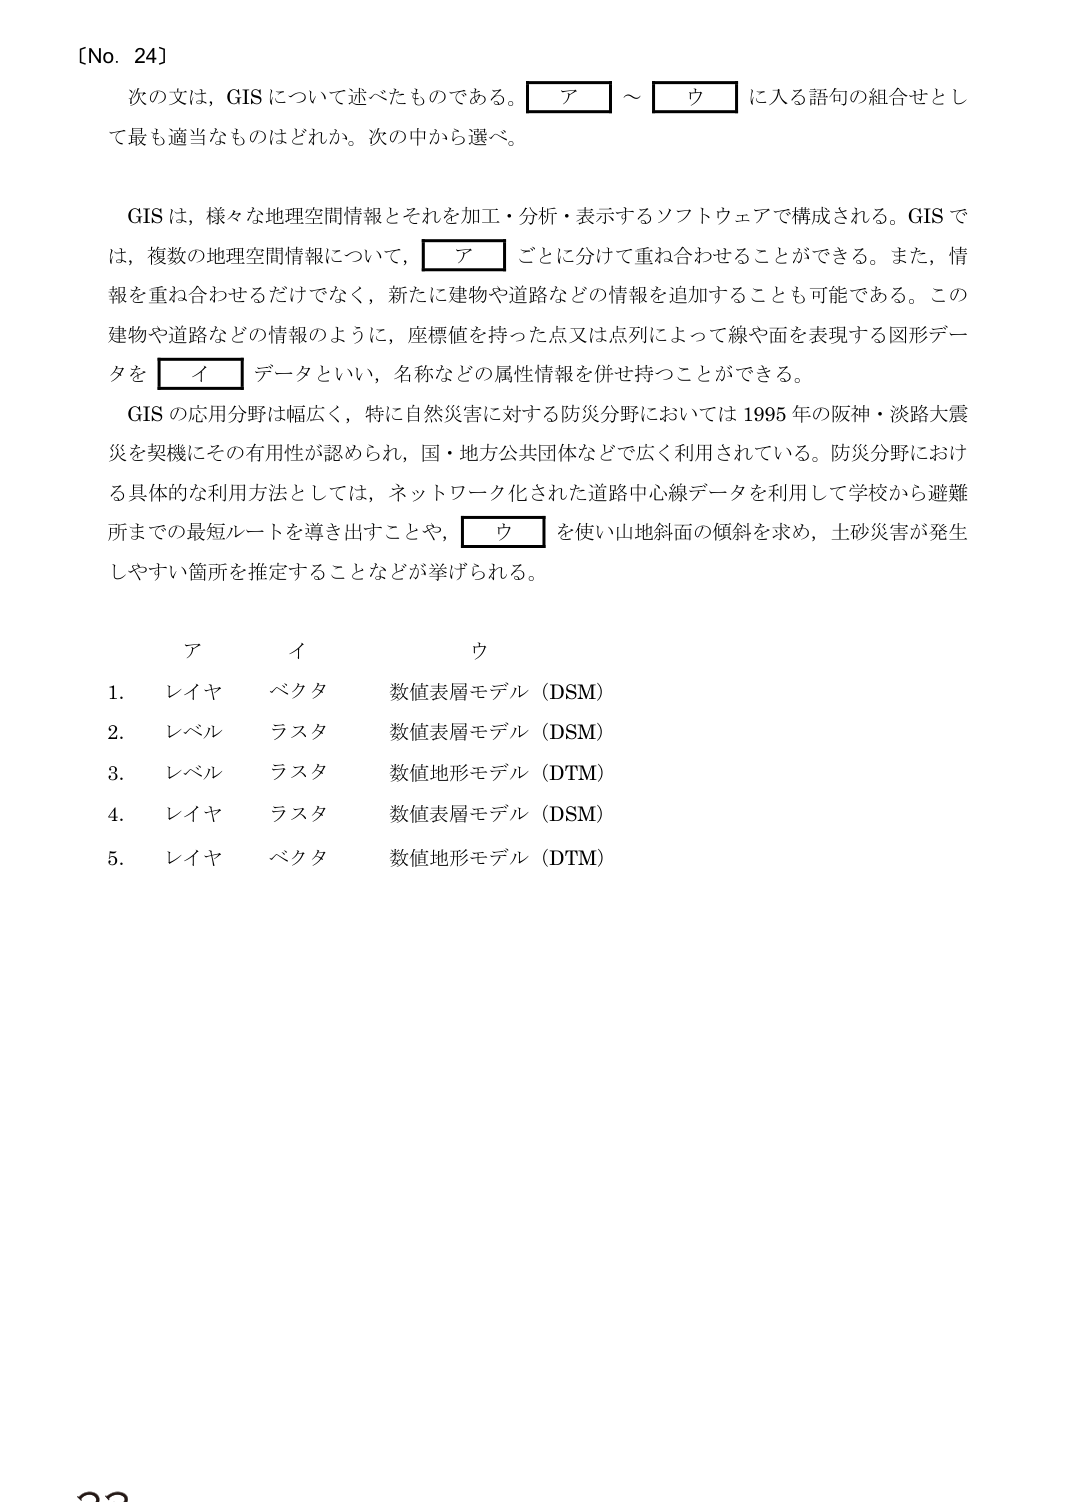 〔No. 24〕
次の文は，GIS について述べたものである。 ア ～ ウ に入る語句の組合せとし
て最も適当なものはどれか。次の中から選べ。
GIS は，様々な地理空間情報とそれを加工・分析・表示するソフトウェアで構成される。GIS で
は，複数の地理空間情報について， ア ごとに分けて重ね合わせることができる。また，情
報を重ね合わせるだけでなく，新たに建物や道路などの情報を追加することも可能である。この
建物や道路などの情報のように，座標値を持った点又は点列によって線や面を表現する図形デー
タを イ データといい，名称などの属性情報を併せ持つことができる。
GIS の応用分野は幅広く，特に自然災害に対する防災分野においては 1995 年の阪神・淡路大震
災を契機にその有用性が認められ，国・地方公共団体などで広く利用されている。防災分野におけ
る具体的な利用方法としては，ネットワーク化された道路中心線データを利用して学校から避難
所までの最短ルートを導き出すことや， ウ を使い山地斜面の傾斜を求め，土砂災害が発生
しやすい箇所を推定することなどが挙げられる。
ア イ ウ
1. レイヤ ベクタ 数値表層モデル（DSM）
2. レベル ラスタ 数値表層モデル（DSM）
3. レベル ラスタ 数値地形モデル（DTM）
4. レイヤ ラスタ 数値表層モデル（DSM）
5. レイヤ ベクタ 数値地形モデル（DTM）